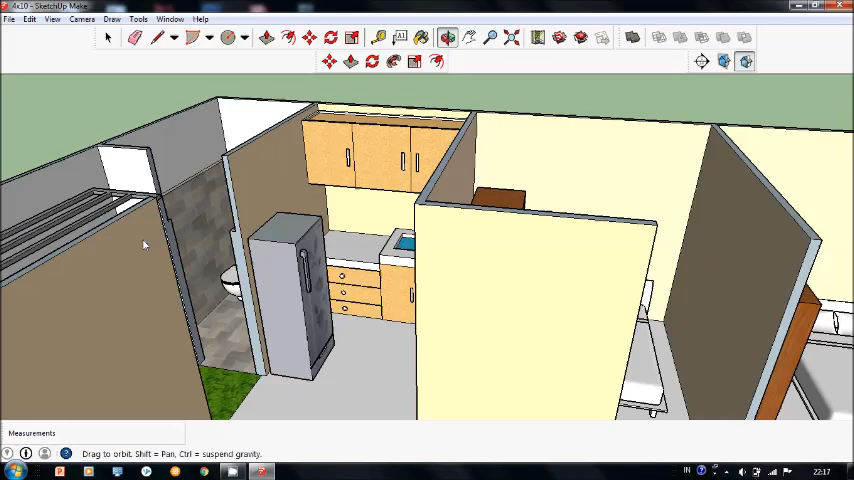 4x10 - SketchUp Make
File Edit View Camera Draw Tools Window Help
A1
Measurements
Drag to orbit. Shift = Pan, Ctrl = suspend gravity.
IN 22:17